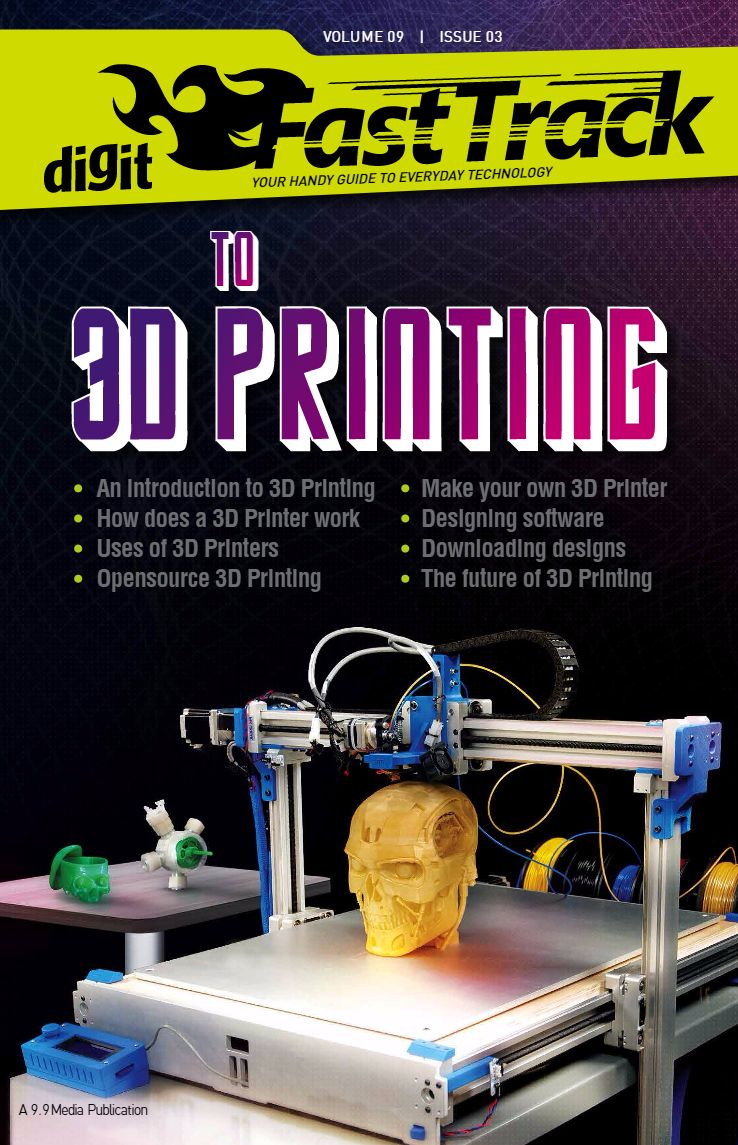 VOLUME 09 | ISSUE 03
digit FastTrack
YOUR HANDY GUIDE TO EVERYDAY TECHNOLOGY
TO
3D PRINTING
• An Introduction to 3D Printing
• How does a 3D Printer work
• Uses of 3D Printers
• Opensource 3D Printing
• Make your own 3D Printer
• Designing software
• Downloading designs
• The future of 3D Printing
A 9.9Media Publication